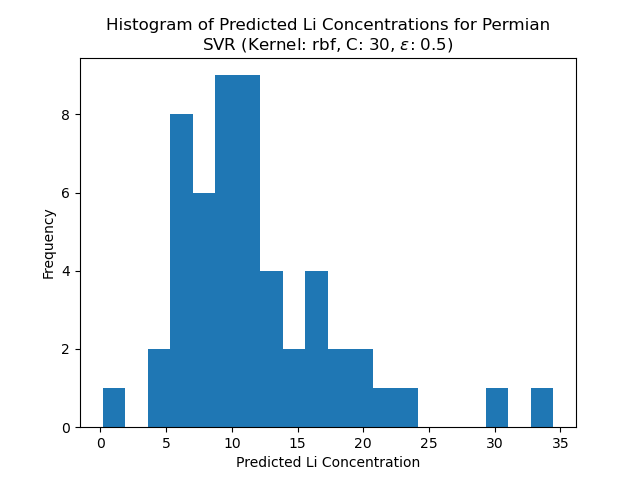 Histogram of Predicted Li Concentrations for Permian
SVR (Kernel: rbf, C: 30, ε: 0.5)
Frequency
8
6
4
2
0
0 5 10 15 20 25 30 35
Predicted Li Concentration